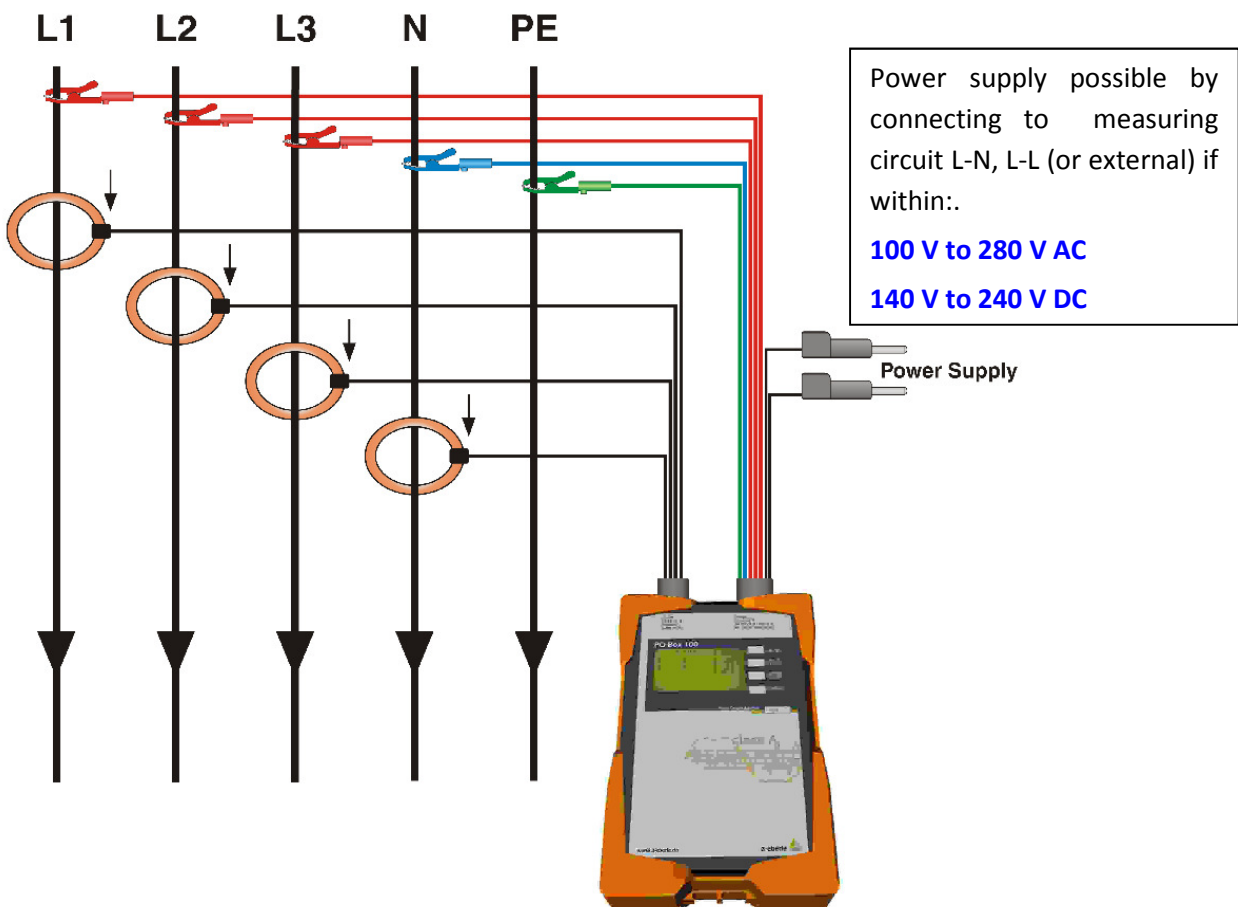 L1 L2 L3 N PE
Power supply possible by
connecting to measuring
circuit L-N, L-L (or external) if
within:.
100 V to 280 V AC
140 V to 240 V DC
Power Supply
PQ-Box 100
a-eberle